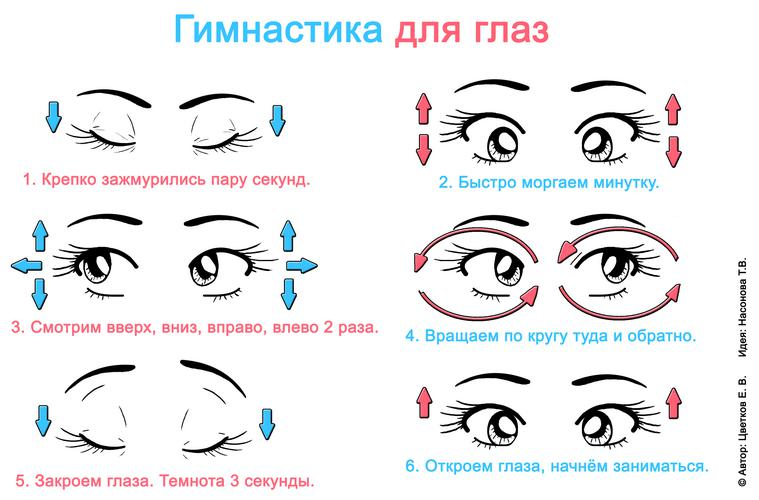 Гимнастика для глаз
1. Крепко зажмурились пару секунд.
2. Быстро моргаем минутку.
3. Смотрим вверх, вниз, вправо, влево 2 раза.
4. Вращаем по кругу туда и обратно.
5. Закроем глаза. Темнота 3 секунды.
6. Откроем глаза, начнём заниматься.
© Автор: Цветков Е. В. Идея: Насонова Т.В.